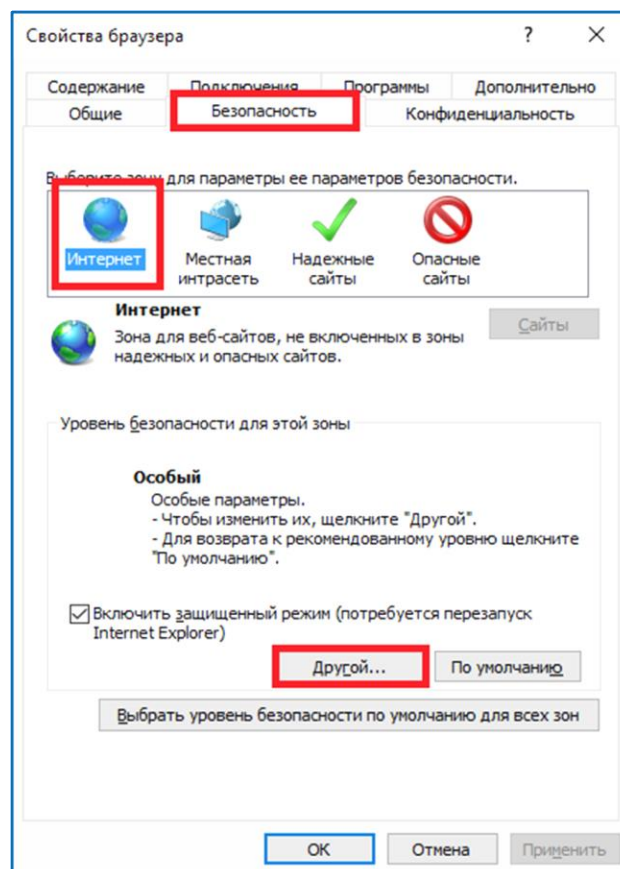 Свойства браузера
Содержание Подключения Программы Дополнительно
Общие Безопасность Конфиденциальность
Выберите зону для параметры ее параметров безопасности.
Интернет
Местная интрасеть
Надежные сайты
Опасные сайты
Интернет
Зона для веб-сайтов, не включенных в зоны
надежных и опасных сайтов.
Сайты
Уровень безопасности для этой зоны
Особый
Особые параметры.
- Чтобы изменить их, щелкните "Другой".
- Для возврата к рекомендованному уровню щелкните
"По умолчанию".
Включить защищенный режим (потребуется перезапуск
Internet Explorer)
Другой... По умолчанию
Выбрать уровень безопасности по умолчанию для всех зон
ОК Отмена Применить